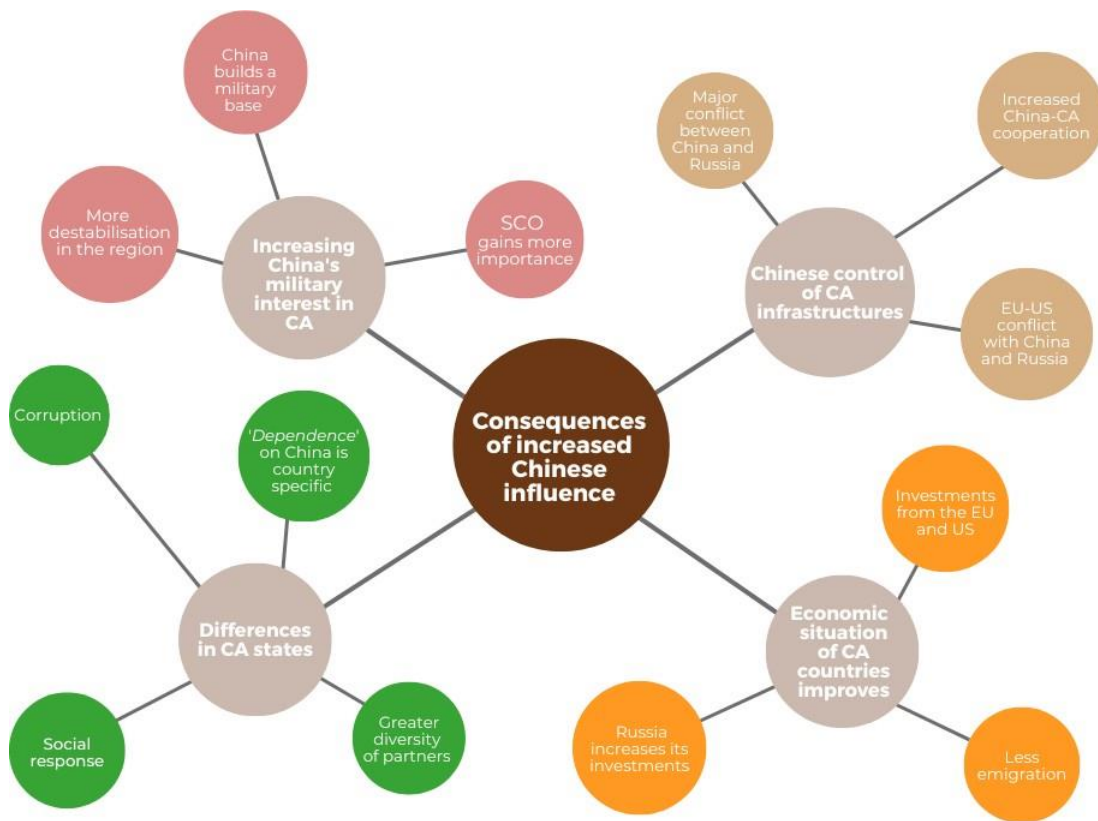 China
builds a
military
base
More
destabilisation
in the region
SCO
gains more
importance
Increasing
China's
military
interest in
CA
Major
conflict
between
China and
Russia
Increased
China-CA
cooperation
Chinese control
of CA
infrastructures
EU-US
conflict
with China
and Russia
Consequences
of increased
Chinese
influence
Corruption
'Dependence'
on China is
country
specific
Differences
in CA states
Social
response
Greater
diversity
of partners
Investments
from the EU
and US
Economic
situation
of CA
countries
improves
Russia
increases its
investments
Less
emigration